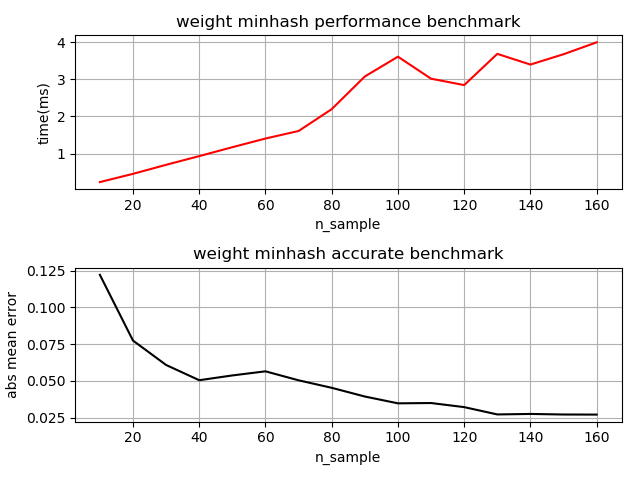 weight minhash performance benchmark
4
3
2
1
time(ms)
20 40 60 80 100 120 140 160
n_sample
weight minhash accurate benchmark
0.125
0.100
0.075
0.050
0.025
abs mean error
20 40 60 80 100 120 140 160
n_sample